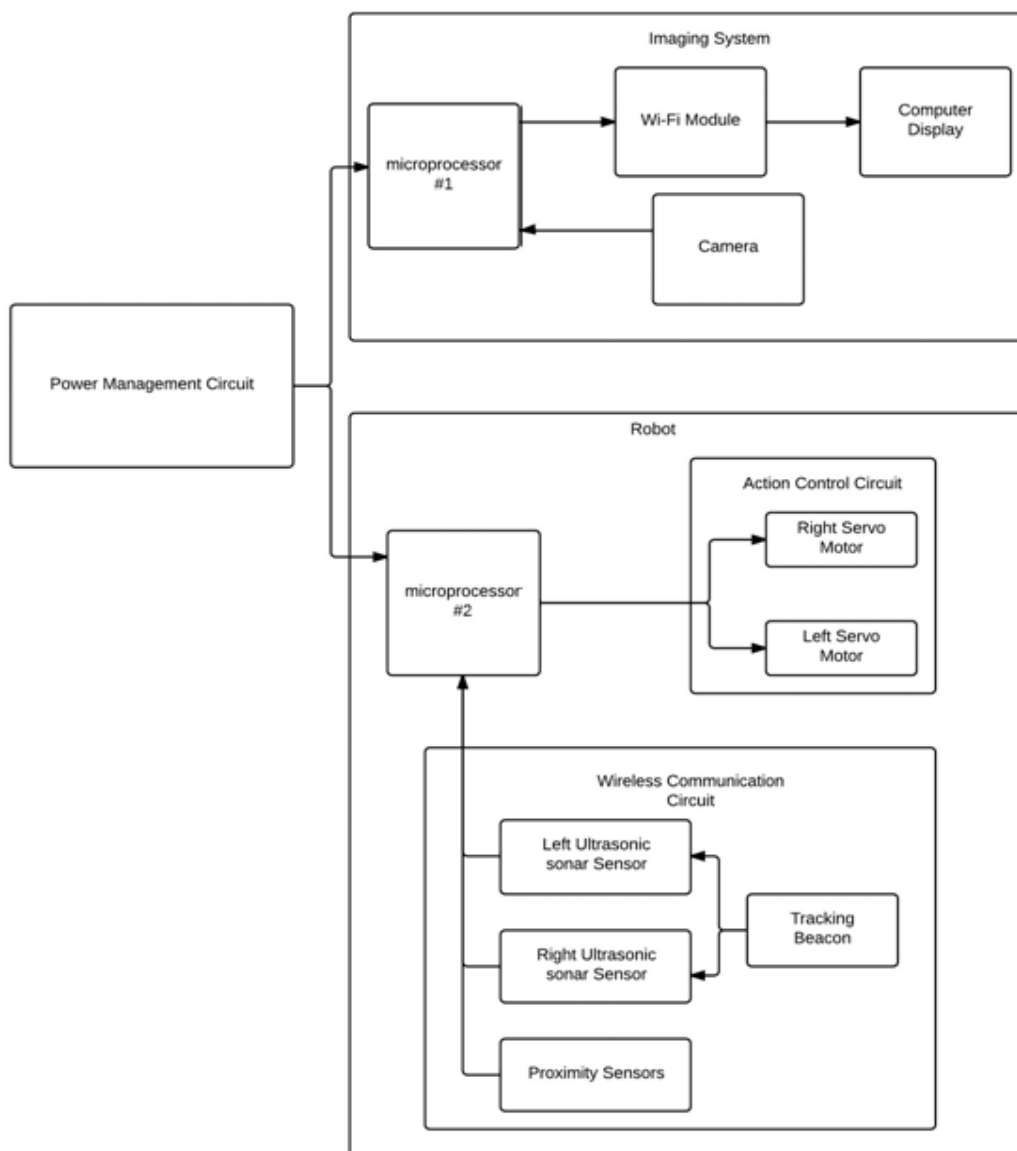 Imaging System
Wi-Fi Module
Computer
Display
microprocessor
#1
Camera
Power Management Circuit
Robot
Action Control Circuit
Right Servo
Motor
microprocessor
#2
Left Servo
Motor
Wireless Communication
Circuit
Left Ultrasonic
sonar Sensor
Tracking
Beacon
Right Ultrasonic
sonar Sensor
Proximity Sensors